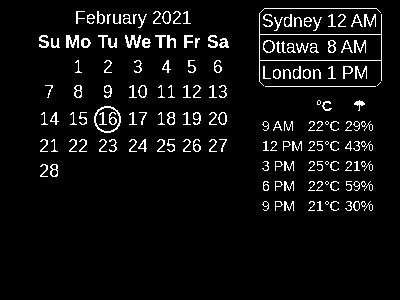 February 2021
Su Mo Tu We Th Fr Sa
1 2 3 4 5 6
7 8 9 10 11 12 13
14 15 16 17 18 19 20
21 22 23 24 25 26 27
28
Sydney 12 AM
Ottawa 8 AM
London 1 PM
°C ☂
9 AM 22°C 29%
12 PM 25°C 43%
3 PM 25°C 21%
6 PM 22°C 59%
9 PM 21°C 30%